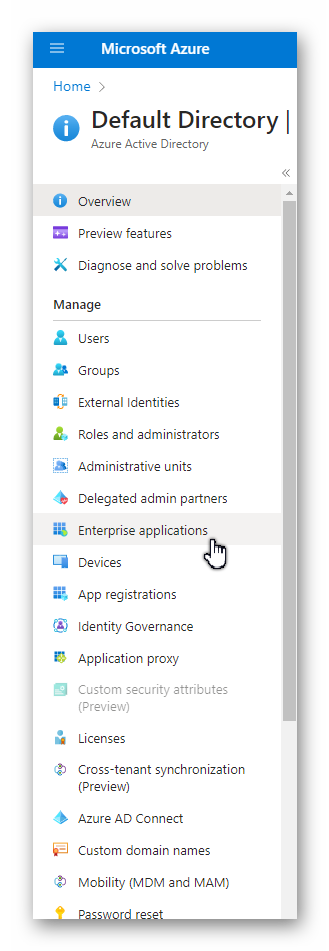 Microsoft Azure
Home
Default Directory |
Azure Active Directory
Overview
Preview features
Diagnose and solve problems
Manage
Users
Groups
External Identities
Roles and administrators
Administrative units
Delegated admin partners
Enterprise applications
Devices
App registrations
Identity Governance
Application proxy
Custom security attributes
(Preview)
Licenses
Cross-tenant synchronization
(Preview)
Azure AD Connect
Custom domain names
Mobility (MDM and MAM)
Password reset